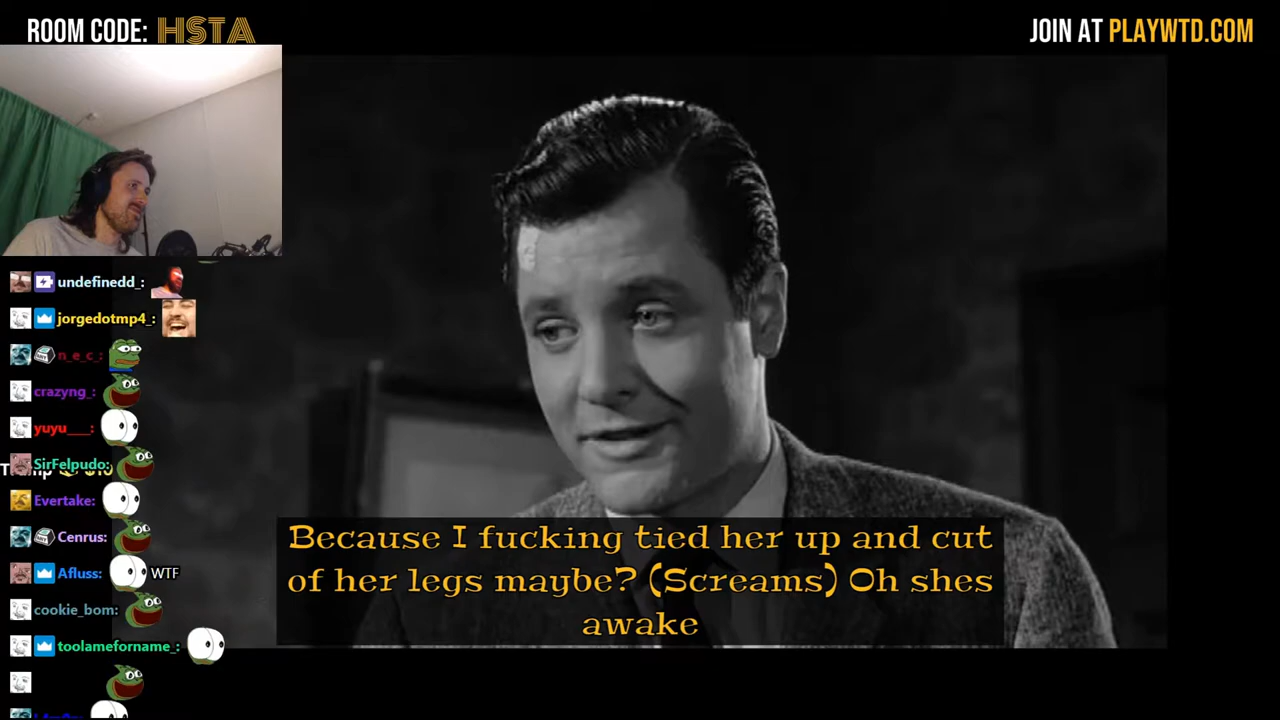 ROOM CODE: HSTA
JOIN AT PLAYWTD.COM
undefinedd_:
jorgedotmp4_:
n_e_c_:
crazyng_:
yuyu___:
SirFelpudo:
Evertake:
Cenrus:
Afluss: WTF
cookie_bom:
toolameforname_:
Because I fucking tied her up and cut
of her legs maybe? (Screams) Oh shes
awake